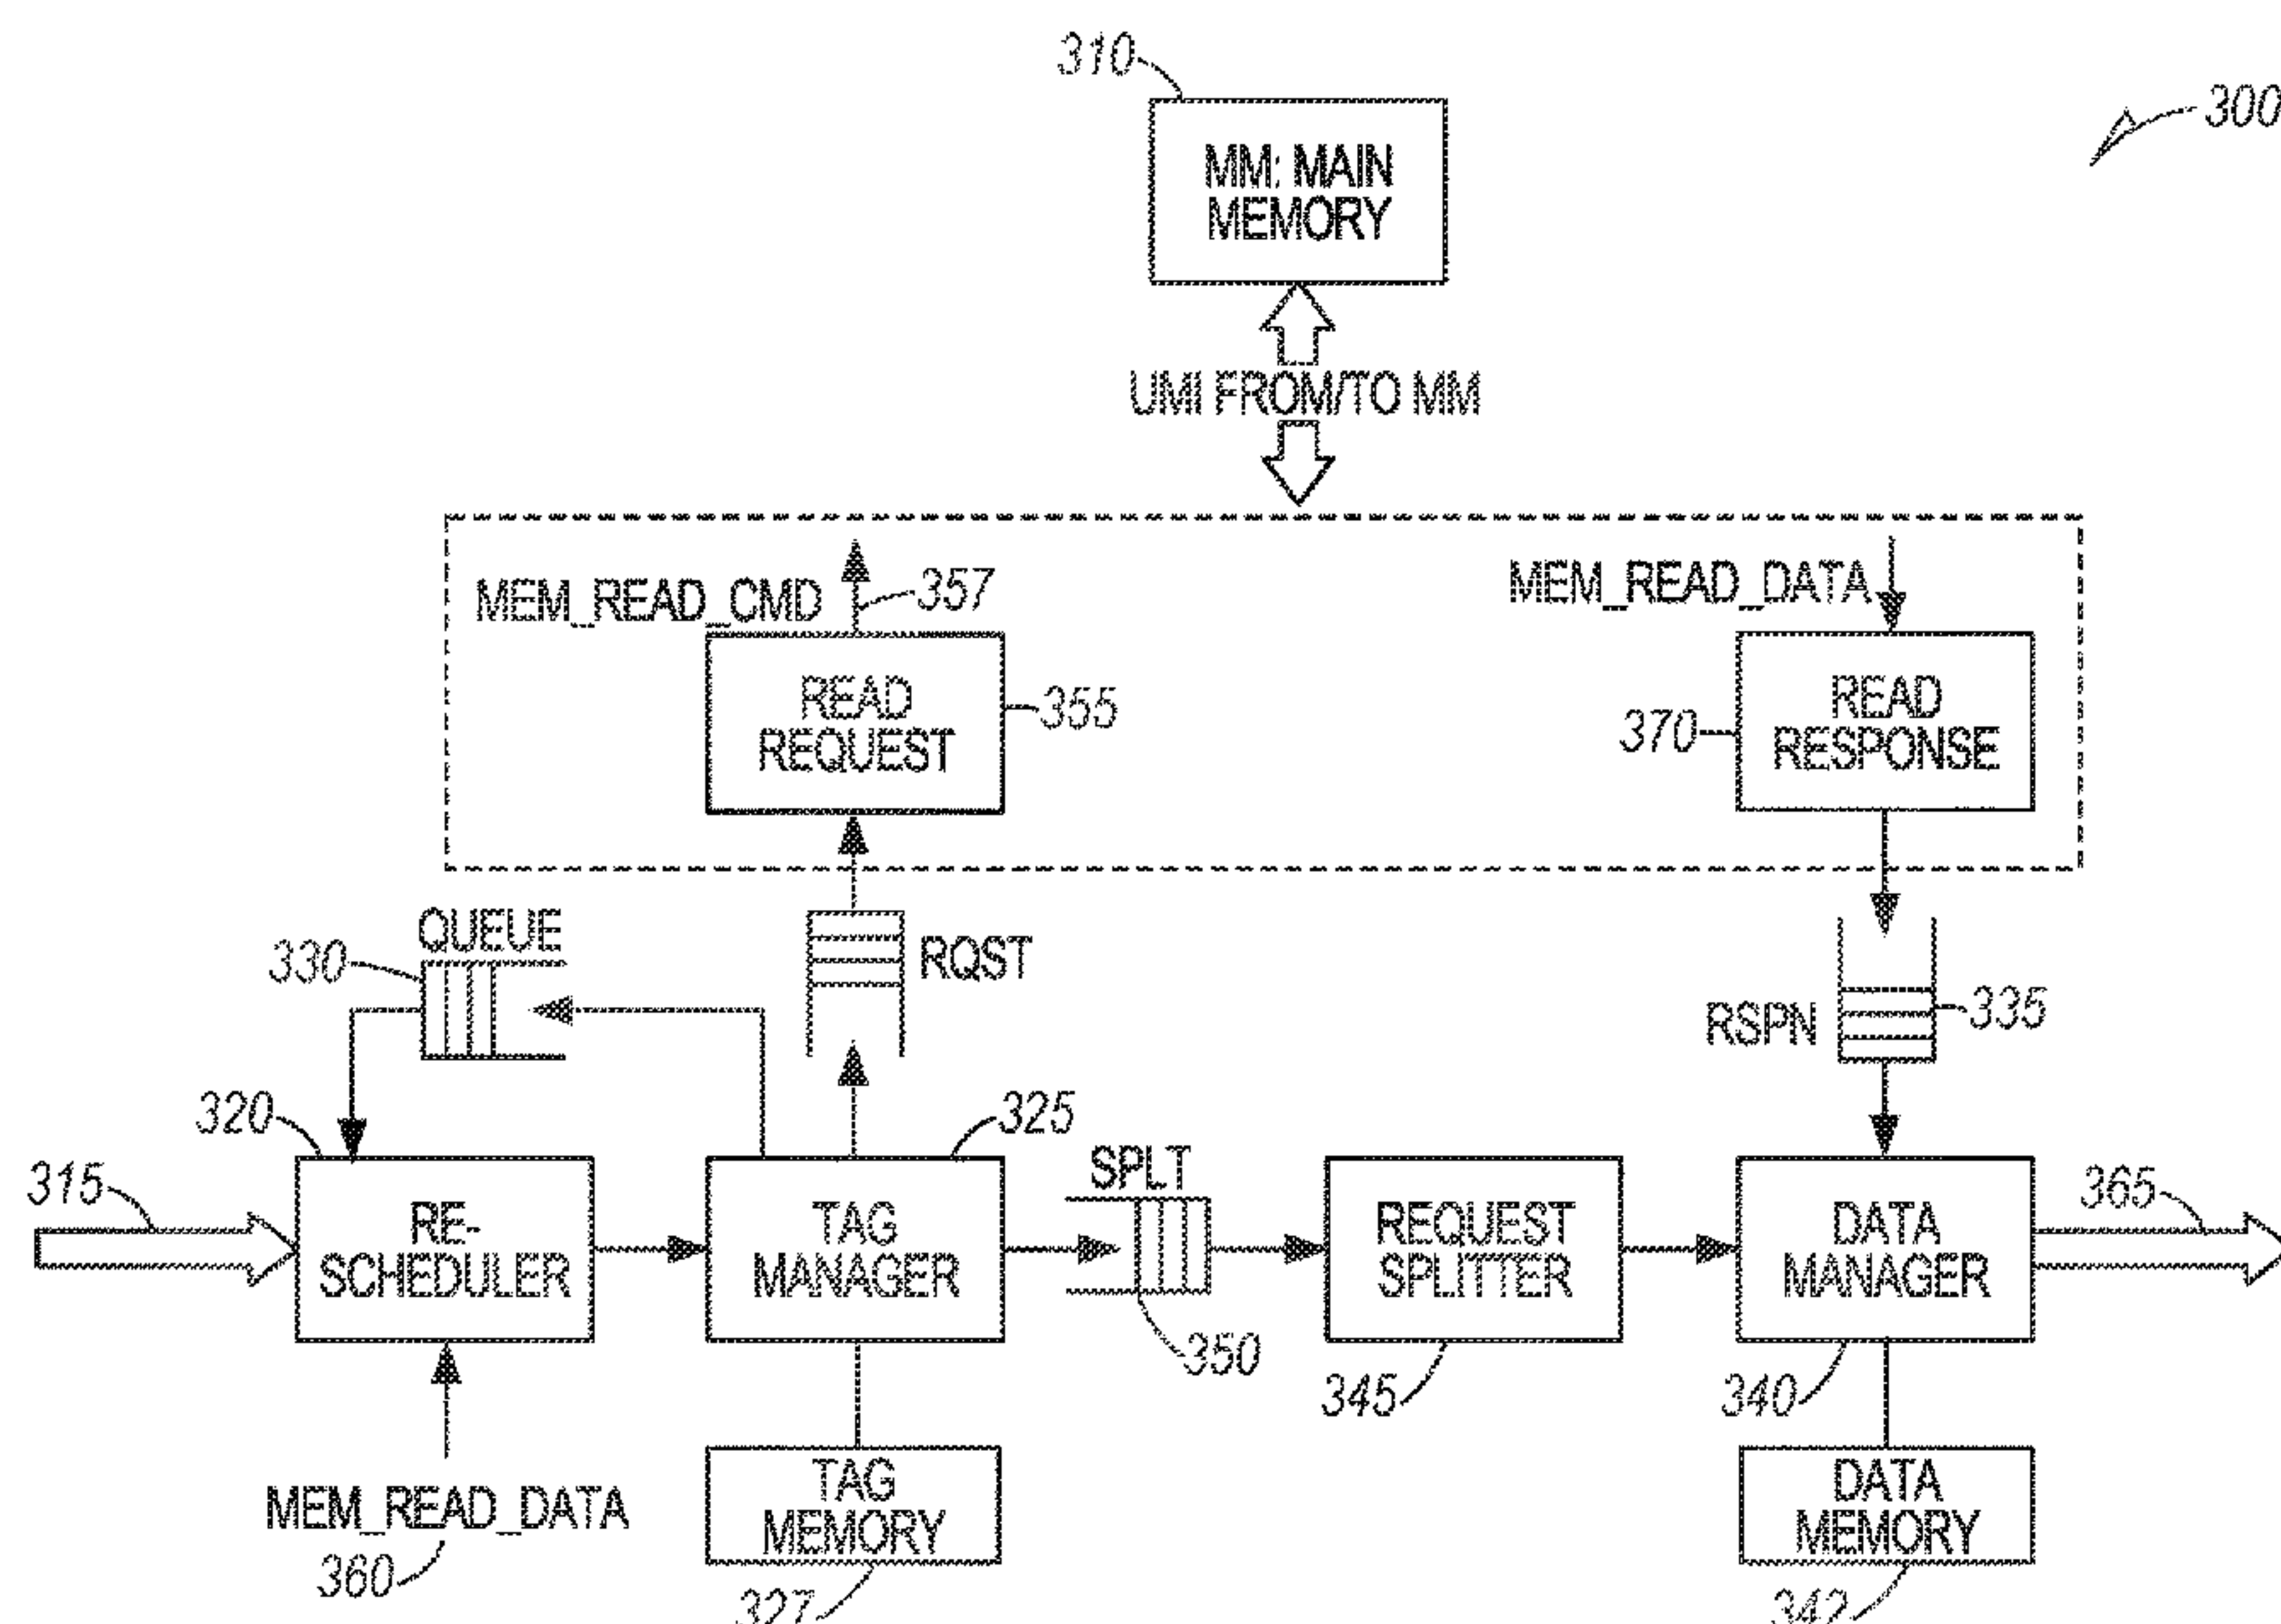 310
300
MM: MAIN
MEMORY
UMI FROM/TO MM
MEM_READ_CMD
357
MEM_READ_DATA
READ
REQUEST
355
370
READ
RESPONSE
QUEUE
330
RQST
RSPN
335
320
325
315
SPLT
365
RE-
SCHEDULER
TAG
MANAGER
REQUEST
SPLITTER
DATA
MANAGER
350
345
340
MEM_READ_DATA
360
TAG
MEMORY
327
DATA
MEMORY
342